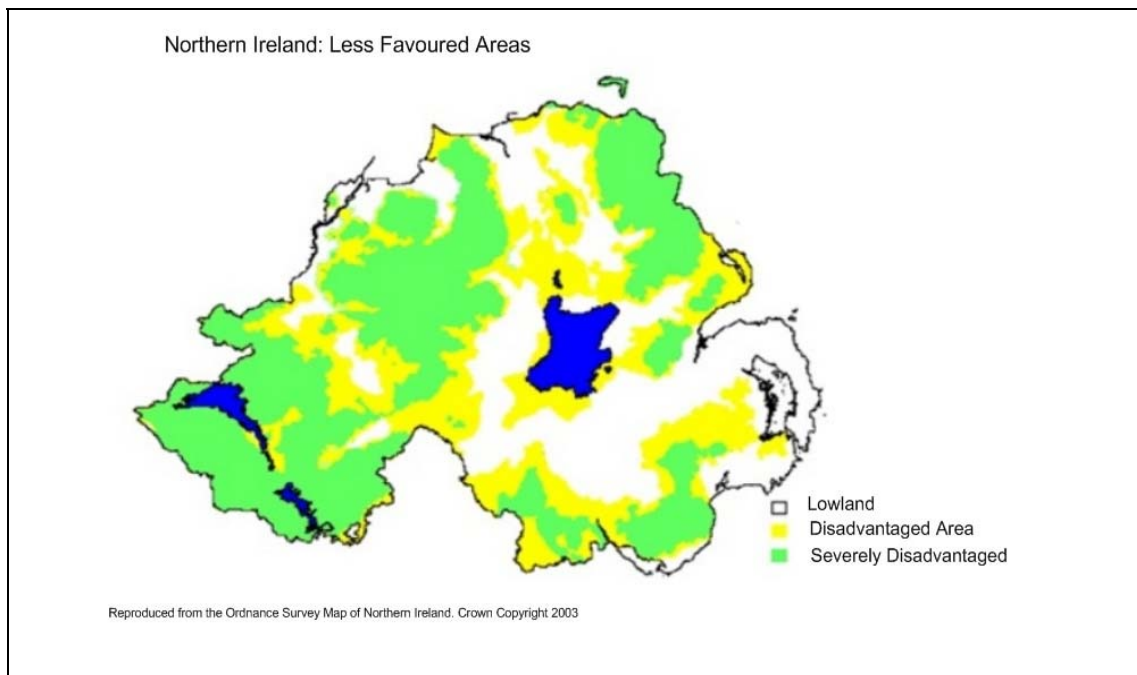 Northern Ireland: Less Favoured Areas
Lowland
Disadvantaged Area
Severely Disadvantaged
Reproduced from the Ordnance Survey Map of Northern Ireland. Crown Copyright 2003